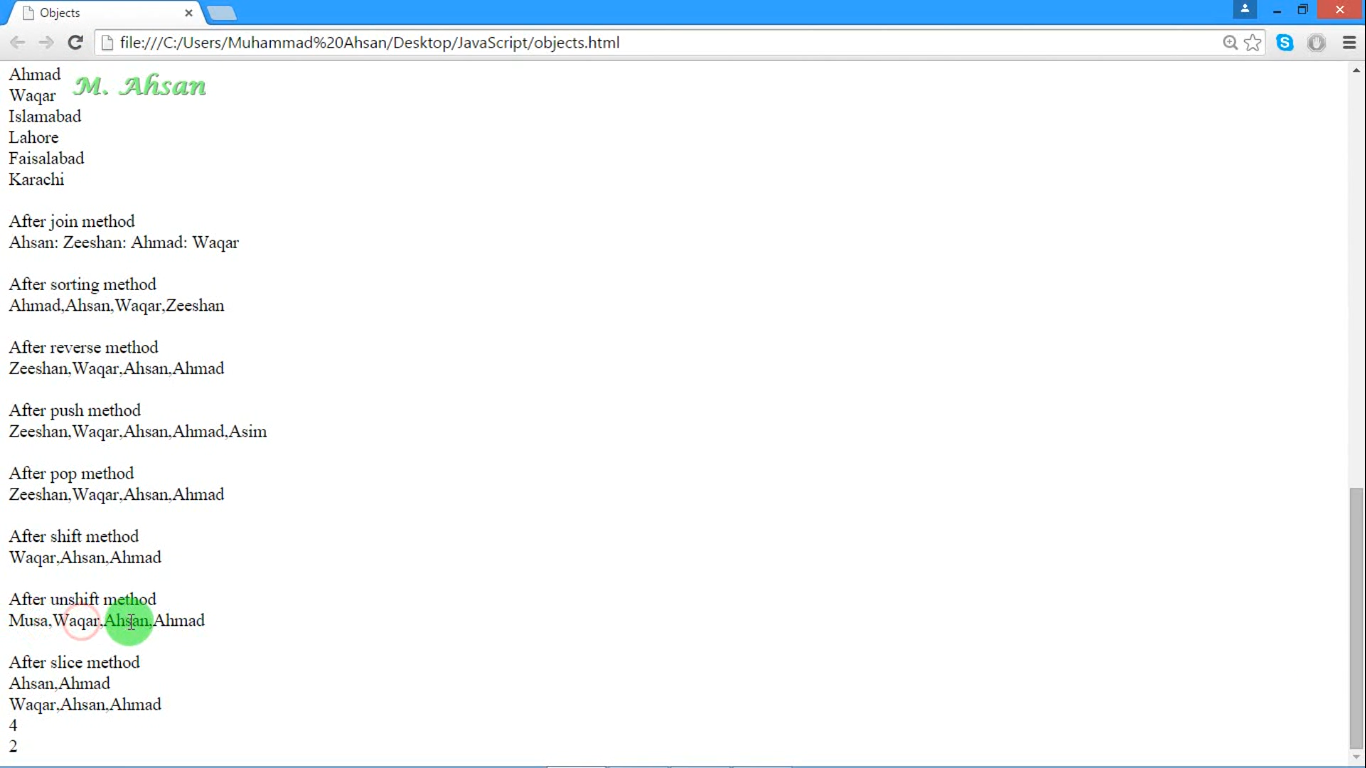 Objects
file:///C:/Users/Muhammad%20Ahsan/Desktop/JavaScript/objects.html
Ahmad
M. Ahsan
Waqar
Islamabad
Lahore
Faisalabad
Karachi
After join method
Ahsan: Zeeshan: Ahmad: Waqar
After sorting method
Ahmad,Ahsan,Waqar,Zeeshan
After reverse method
Zeeshan,Waqar,Ahsan,Ahmad
After push method
Zeeshan,Waqar,Ahsan,Ahmad,Asim
After pop method
Zeeshan,Waqar,Ahsan,Ahmad
After shift method
Waqar,Ahsan,Ahmad
After unshift method
Musa,Waqar,Ahsan,Ahmad
After slice method
Ahsan,Ahmad
Waqar,Ahsan,Ahmad
4
2